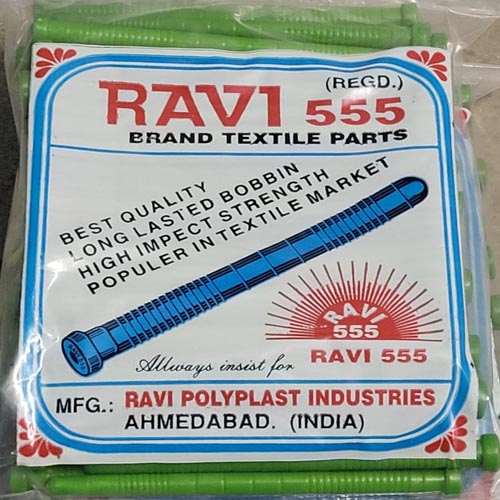 (REGD.)
RAVI 555
BRAND TEXTILE PARTS
BEST QUALITY
LONG LASTED BOBBIN
HIGH IMPECT STRENGTH
POPULER IN TEXTILE MARKET
RAVI
555
RAVI 555
Allways insist for
MFG.: RAVI POLYPLAST INDUSTRIES
AHMEDABAD. (INDIA)